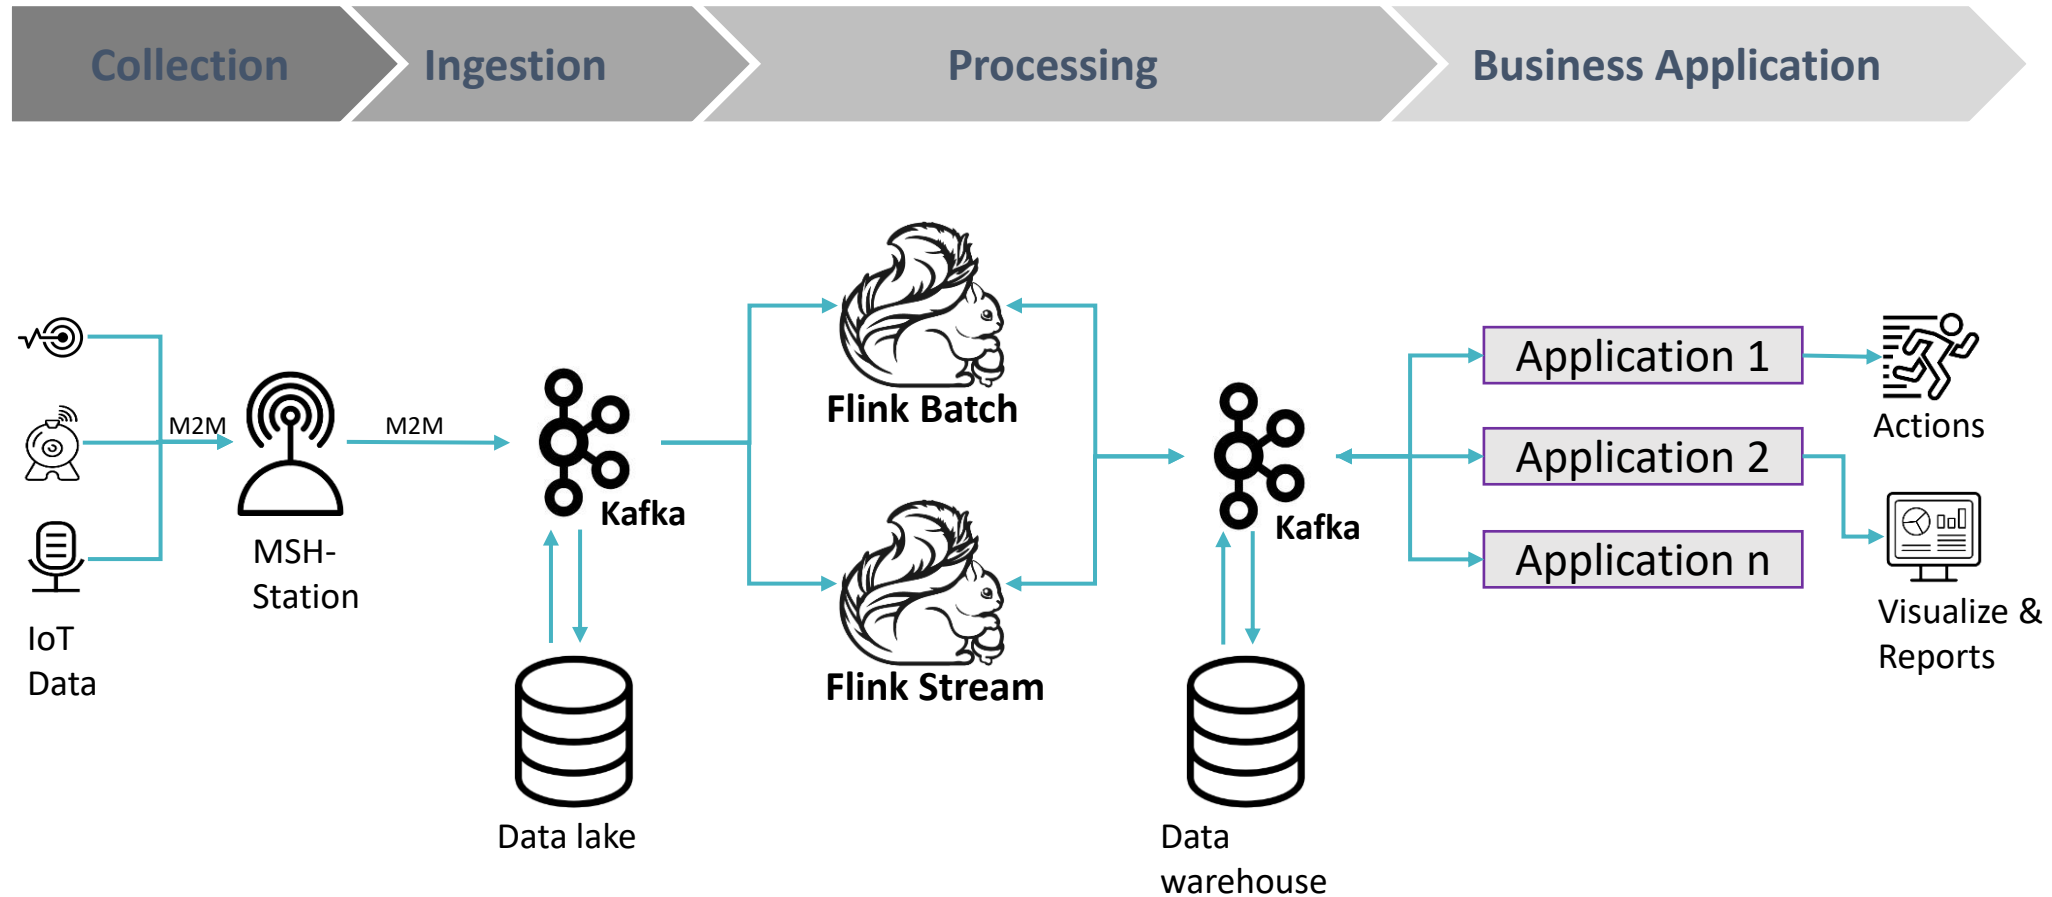 Collection
Ingestion
Processing
Business Application
M2M
M2M
MSH-
Station
IoT
Data
Kafka
Data lake
Flink Batch
Flink Stream
Kafka
Data
warehouse
Application 1
Application 2
Application n
Actions
Visualize &
Reports